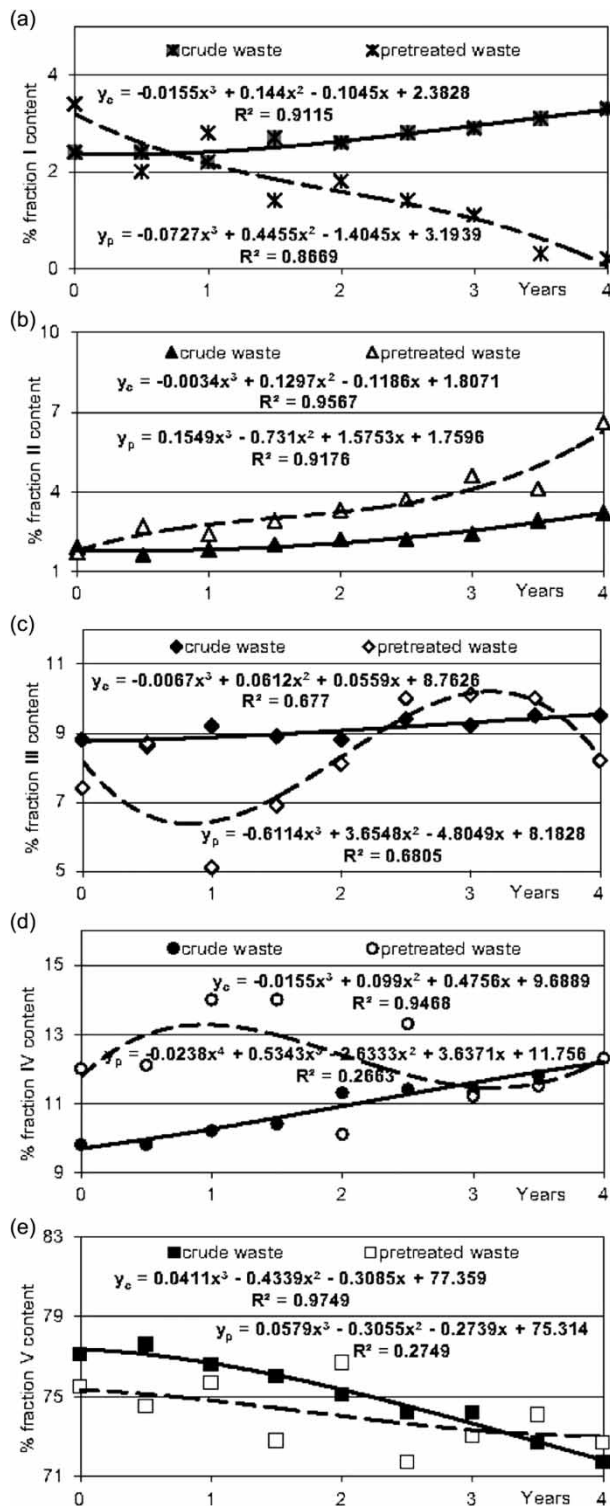 (a)
crude waste pretreated waste
4
y_c = -0.0155x³ + 0.144x² - 0.1045x + 2.3828
R² = 0.9115
% fraction I content
2
y_p = -0.0727x³ + 0.4455x² - 1.4045x + 3.1939
R² = 0.8669
0
0 1 2 3 Years 4
(b)
10
crude waste pretreated waste
y_c = -0.0034x³ + 0.1297x² - 0.1186x + 1.8071
R² = 0.9567
7
y_p = 0.1549x³ - 0.731x² + 1.5753x + 1.7596
R² = 0.9176
% fraction II content
4
1
0 1 2 3 Years 4
(c)
crude waste pretreated waste
11
y_c = -0.0067x³ + 0.0612x² + 0.0559x + 8.7626
R² = 0.677
9
% fraction III content
7
y_p = -0.6114x³ + 3.6548x² - 4.8049x + 8.1828
R² = 0.6805
5
0 1 2 3 Years 4
(d)
crude waste pretreated waste
15
y_c = -0.0155x³ + 0.099x² + 0.4756x + 9.6889
R² = 0.9468
13
y_p = -0.0238x⁴ + 0.5343x³ - 2.6333x² + 3.6371x + 11.756
R² = 0.2663
% fraction IV content
11
9
0 1 2 3 Years 4
(e)
83
crude waste pretreated waste
y_c = 0.0411x³ - 0.4339x² - 0.3085x + 77.359
R² = 0.9749
79
y_p = 0.0579x³ - 0.3055x² - 0.2739x + 75.314
R² = 0.2749
% fraction V content
75
71
0 1 2 3 Years 4